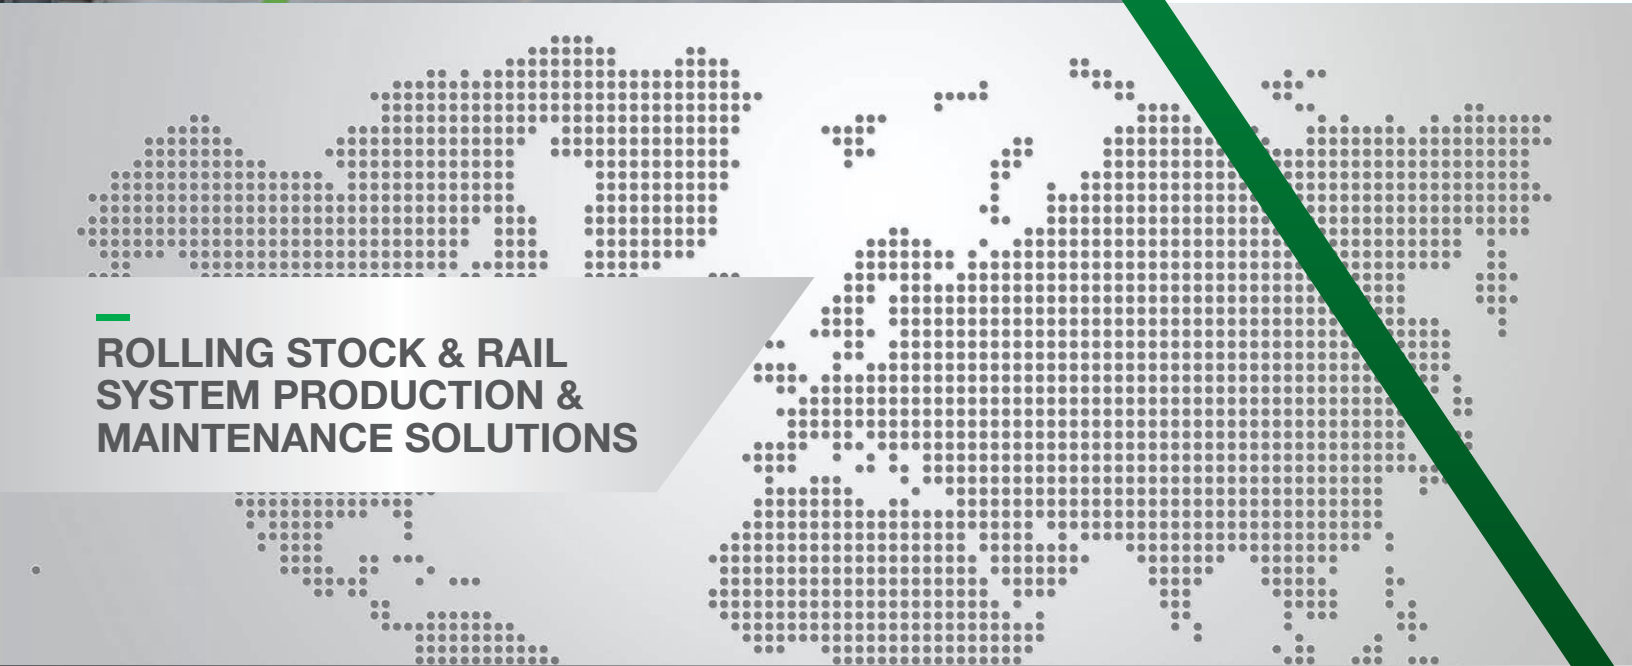 ROLLING STOCK & RAIL
SYSTEM PRODUCTION &
MAINTENANCE SOLUTIONS